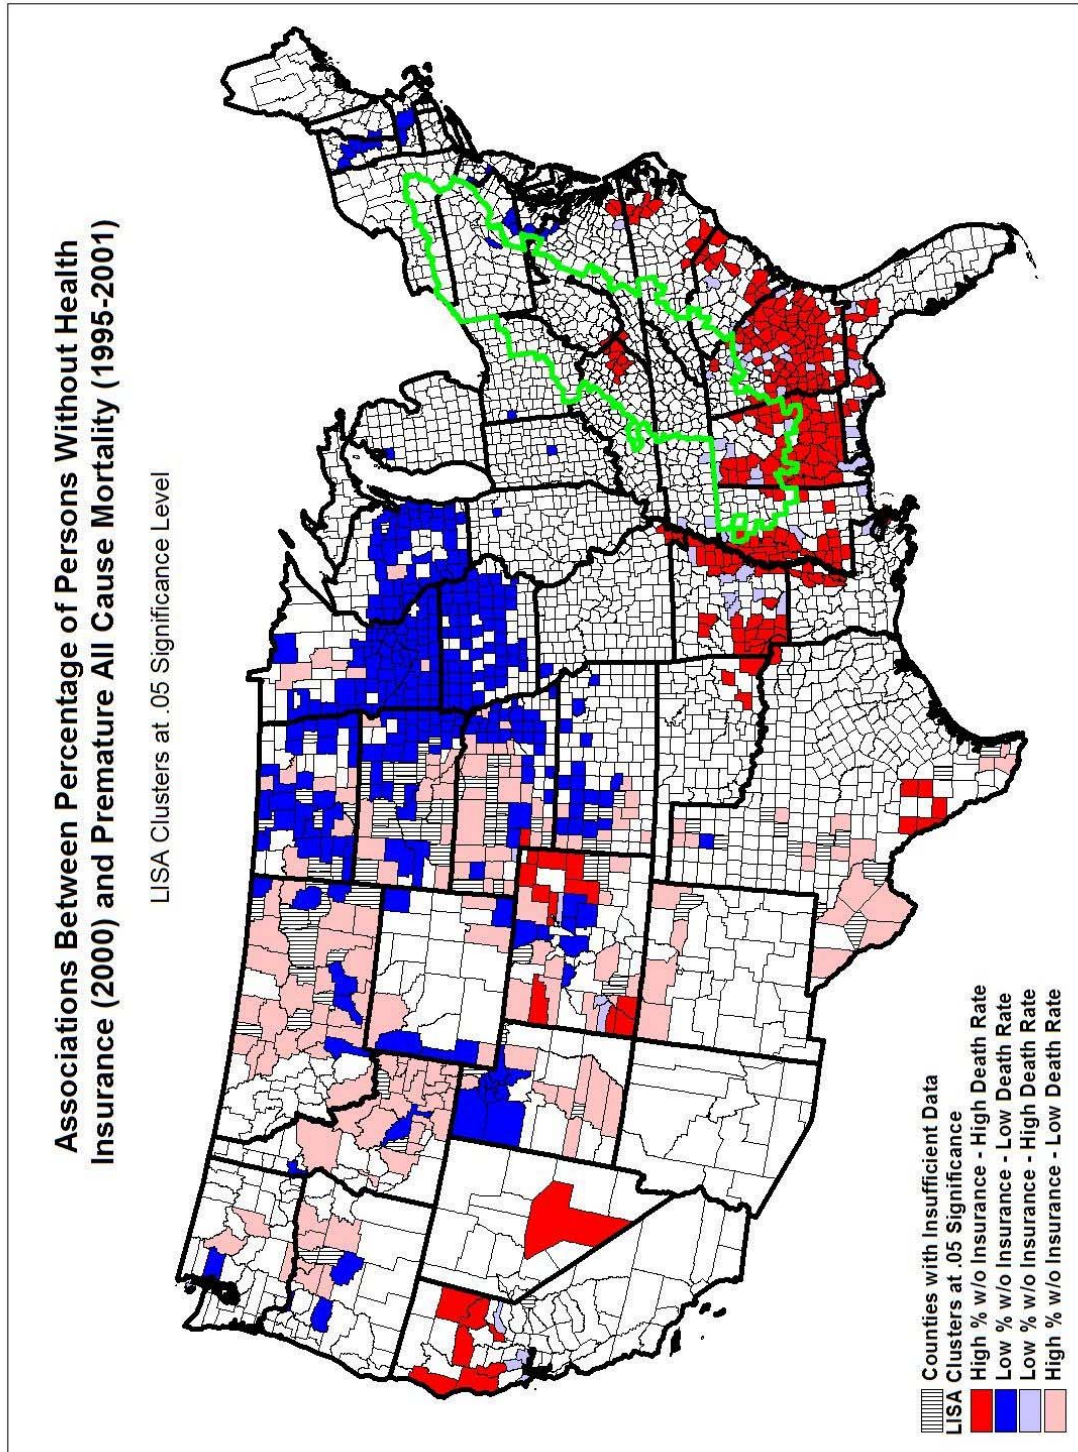 Associations Between Percentage of Persons Without Health
Insurance (2000) and Premature All Cause Mortality (1995-2001)
LISA Clusters at .05 Significance Level
Counties with Insufficient Data
LISA Clusters at .05 Significance
High % w/o Insurance - High Death Rate
Low % w/o Insurance - Low Death Rate
Low % w/o Insurance - High Death Rate
High % w/o Insurance - Low Death Rate